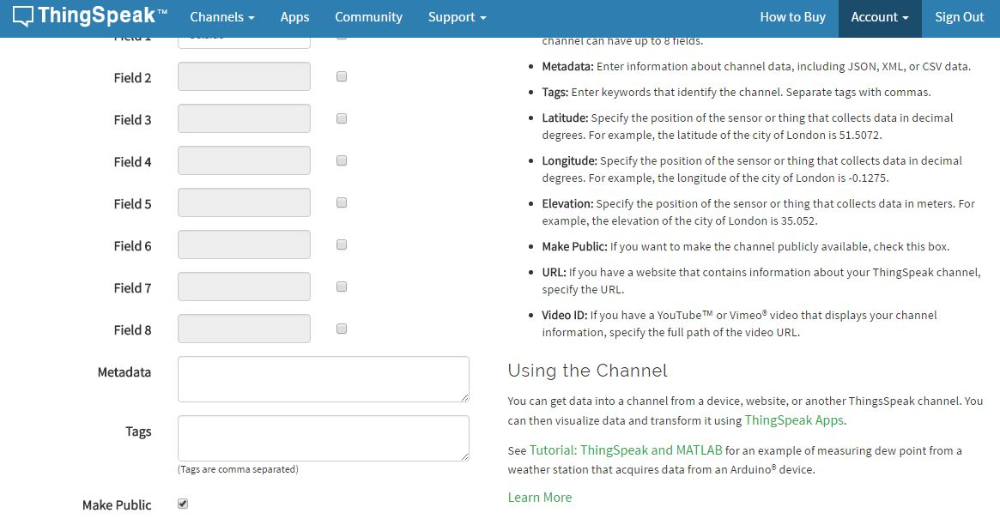 ThingSpeak™ Channels Apps Community Support How to Buy Account Sign Out
Field 1
Field 2
Field 3
Field 4
Field 5
Field 6
Field 7
Field 8
Metadata
Tags
(Tags are comma separated)
Make Public
channel can have up to 8 fields.
• Metadata: Enter information about channel data, including JSON, XML, or CSV data.
• Tags: Enter keywords that identify the channel. Separate tags with commas.
• Latitude: Specify the position of the sensor or thing that collects data in decimal
degrees. For example, the latitude of the city of London is 51.5072.
• Longitude: Specify the position of the sensor or thing that collects data in decimal
degrees. For example, the longitude of the city of London is -0.1275.
• Elevation: Specify the position of the sensor or thing that collects data in meters. For
example, the elevation of the city of London is 35.052.
• Make Public: If you want to make the channel publicly available, check this box.
• URL: If you have a website that contains information about your ThingSpeak channel,
specify the URL.
• Video ID: If you have a YouTube™ or Vimeo® video that displays your channel
information, specify the full path of the video URL.
Using the Channel
You can get data into a channel from a device, website, or another ThingsSpeak channel. You
can then visualize data and transform it using ThingSpeak Apps.
See Tutorial: ThingSpeak and MATLAB for an example of measuring dew point from a
weather station that acquires data from an Arduino® device.
Learn More